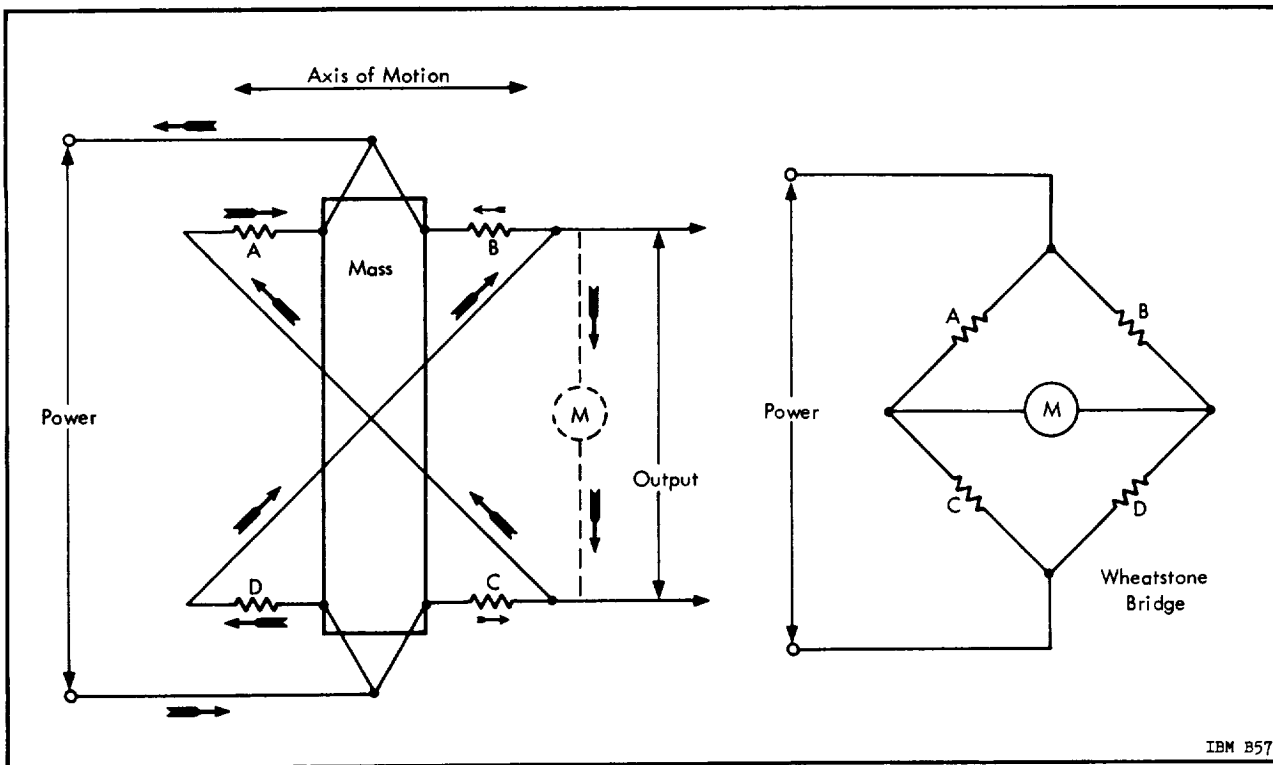 Axis of Motion
A
B
Mass
Power
M
Output
D
C
A
B
Power
M
C
D
Wheatstone
Bridge
IBM B57